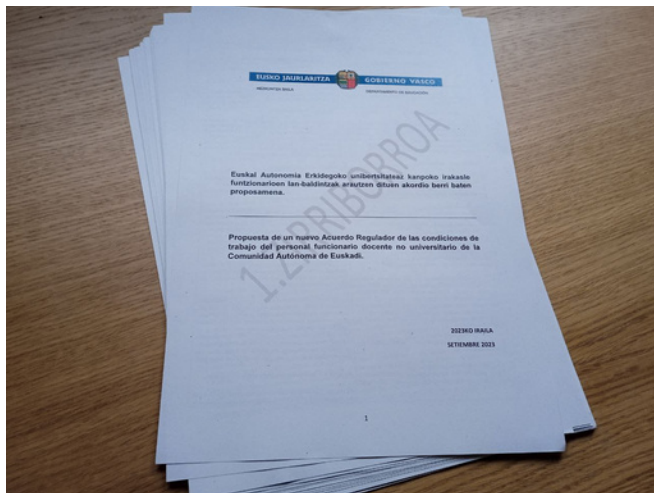 EUSKO JAURLARITZA
GOBIERNO VASCO
HEZKUNTZA SAILA
DEPARTAMENTO DE EDUCACIÓN
Euskal Autonomia Erkidegoko unibertsitateaz kanpoko irakasle
funtzionarioen lan-baldintzak arautzen dituen akordio berri baten
proposamena.
Propuesta de un nuevo Acuerdo Regulador de las condiciones de
trabajo del personal funcionario docente no universitario de la
Comunidad Autónoma de Euskadi.
1.ZIRRIBORROA
2023KO IRAILA
SETIEMBRE 2023
1